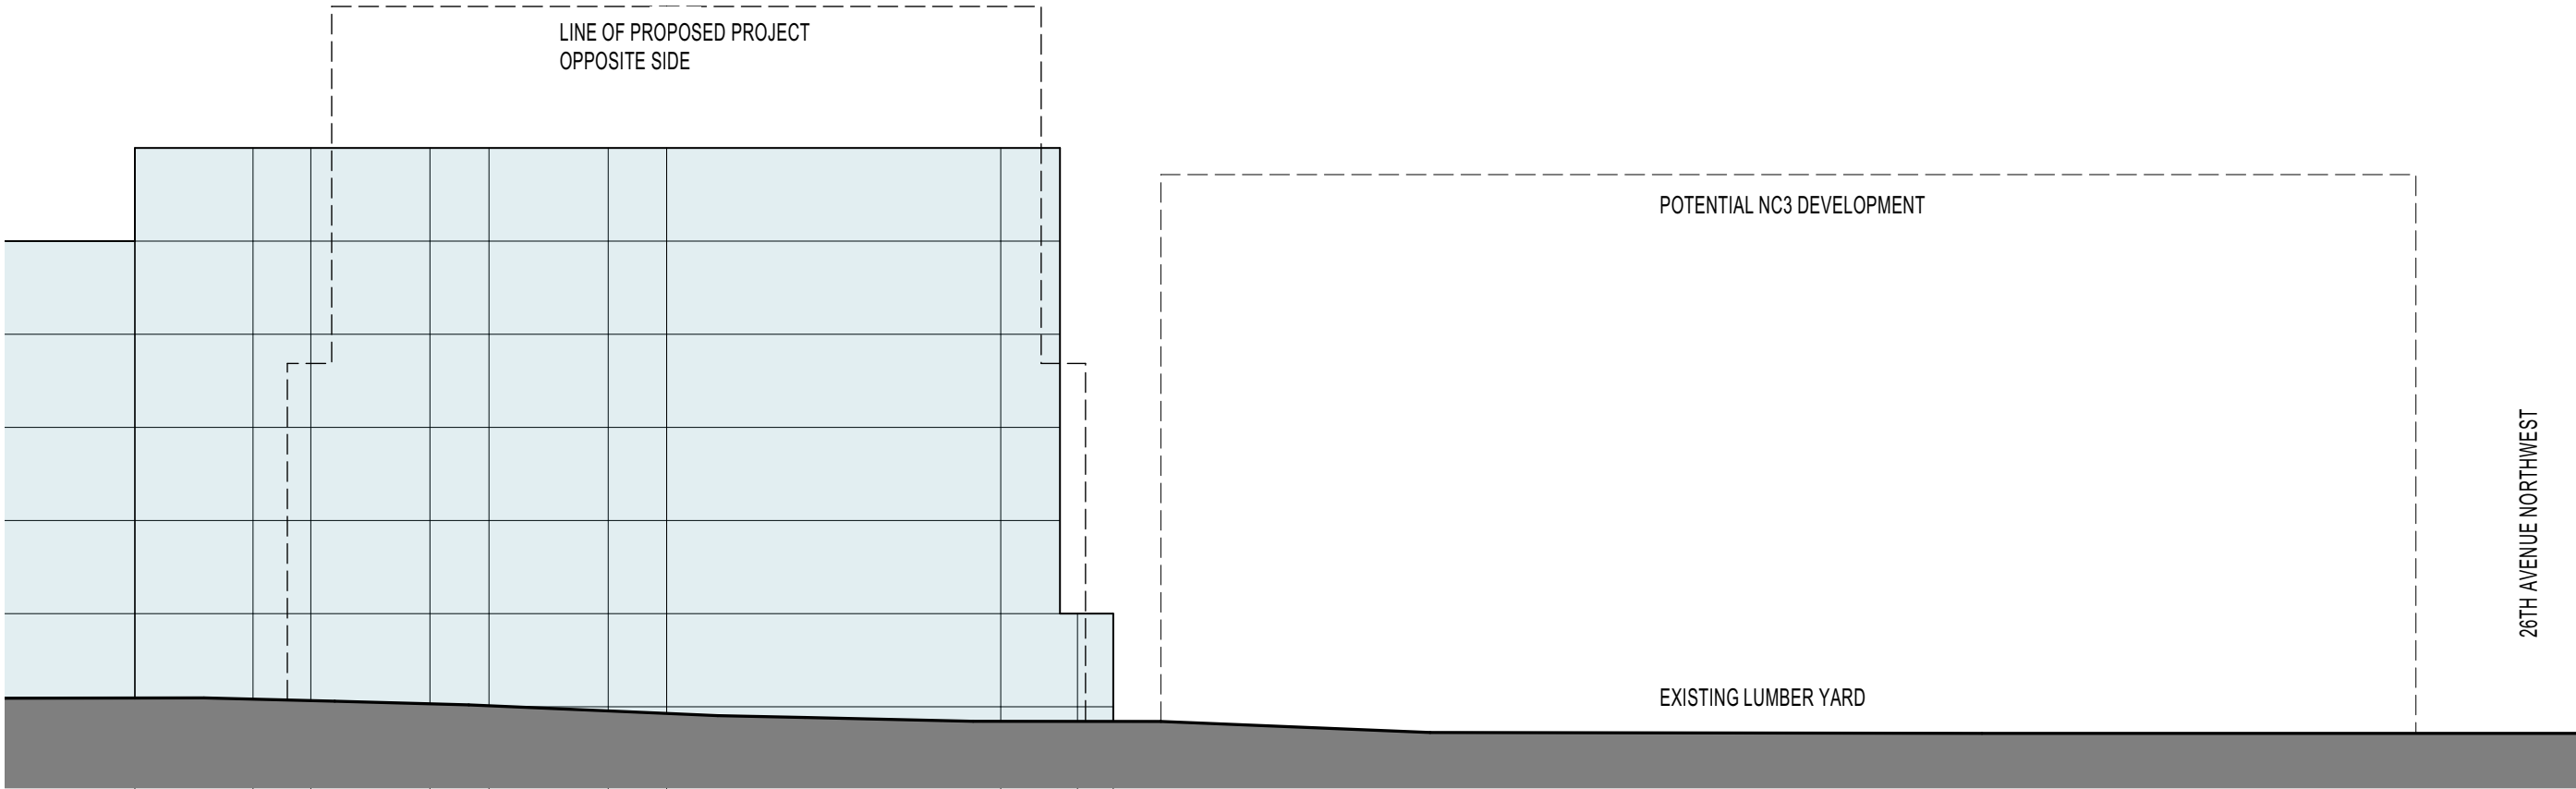 LINE OF PROPOSED PROJECT
OPPOSITE SIDE
POTENTIAL NC3 DEVELOPMENT
26TH AVENUE NORTHWEST
EXISTING LUMBER YARD